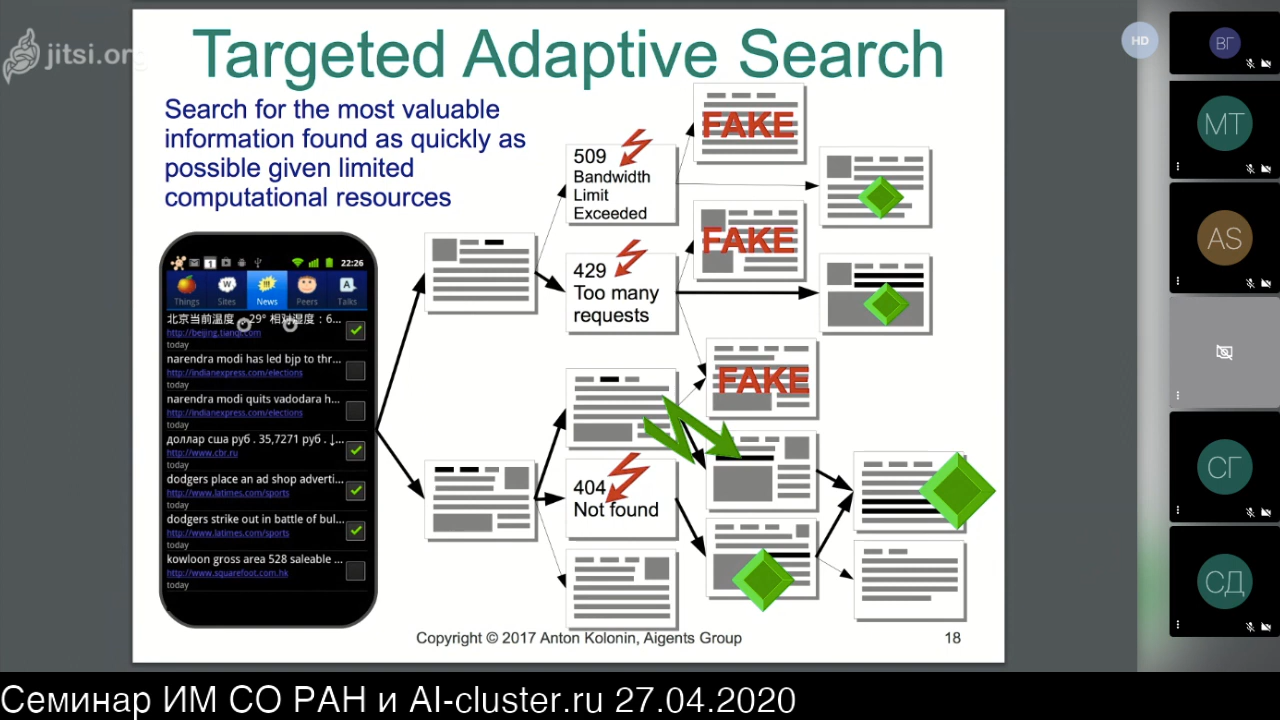 jitsi.org
Targeted Adaptive Search
Search for the most valuable
information found as quickly as
possible given limited
computational resources
HD
ВГ
МТ
AS
СГ
СД
22:26
1
W
A
Things
Sites
News
Peers
Talks
北京当前温度：29° 相对湿度：6...
http://beijing.tianqi.com
today
narendra modi has led bjp to thr...
http://indianexpress.com/elections
today
narendra modi quits vadodara h...
http://indianexpress.com/elections
today
доллар сша руб . 35,7271 руб . ↓...
http://www.cbr.ru
today
dodgers place an ad shop adverti...
http://www.latimes.com/sports
today
dodgers strike out in battle of bul...
http://www.latimes.com/sports
today
kowloon gross area 528 saleable ...
http://www.squarefoot.com.hk
today
509
Bandwidth
Limit
Exceeded
FAKE
429
Too many
requests
FAKE
FAKE
404
Not found
Copyright © 2017 Anton Kolonin, Aigents Group
18
Семинар ИМ СО РАН и AI-cluster.ru 27.04.2020